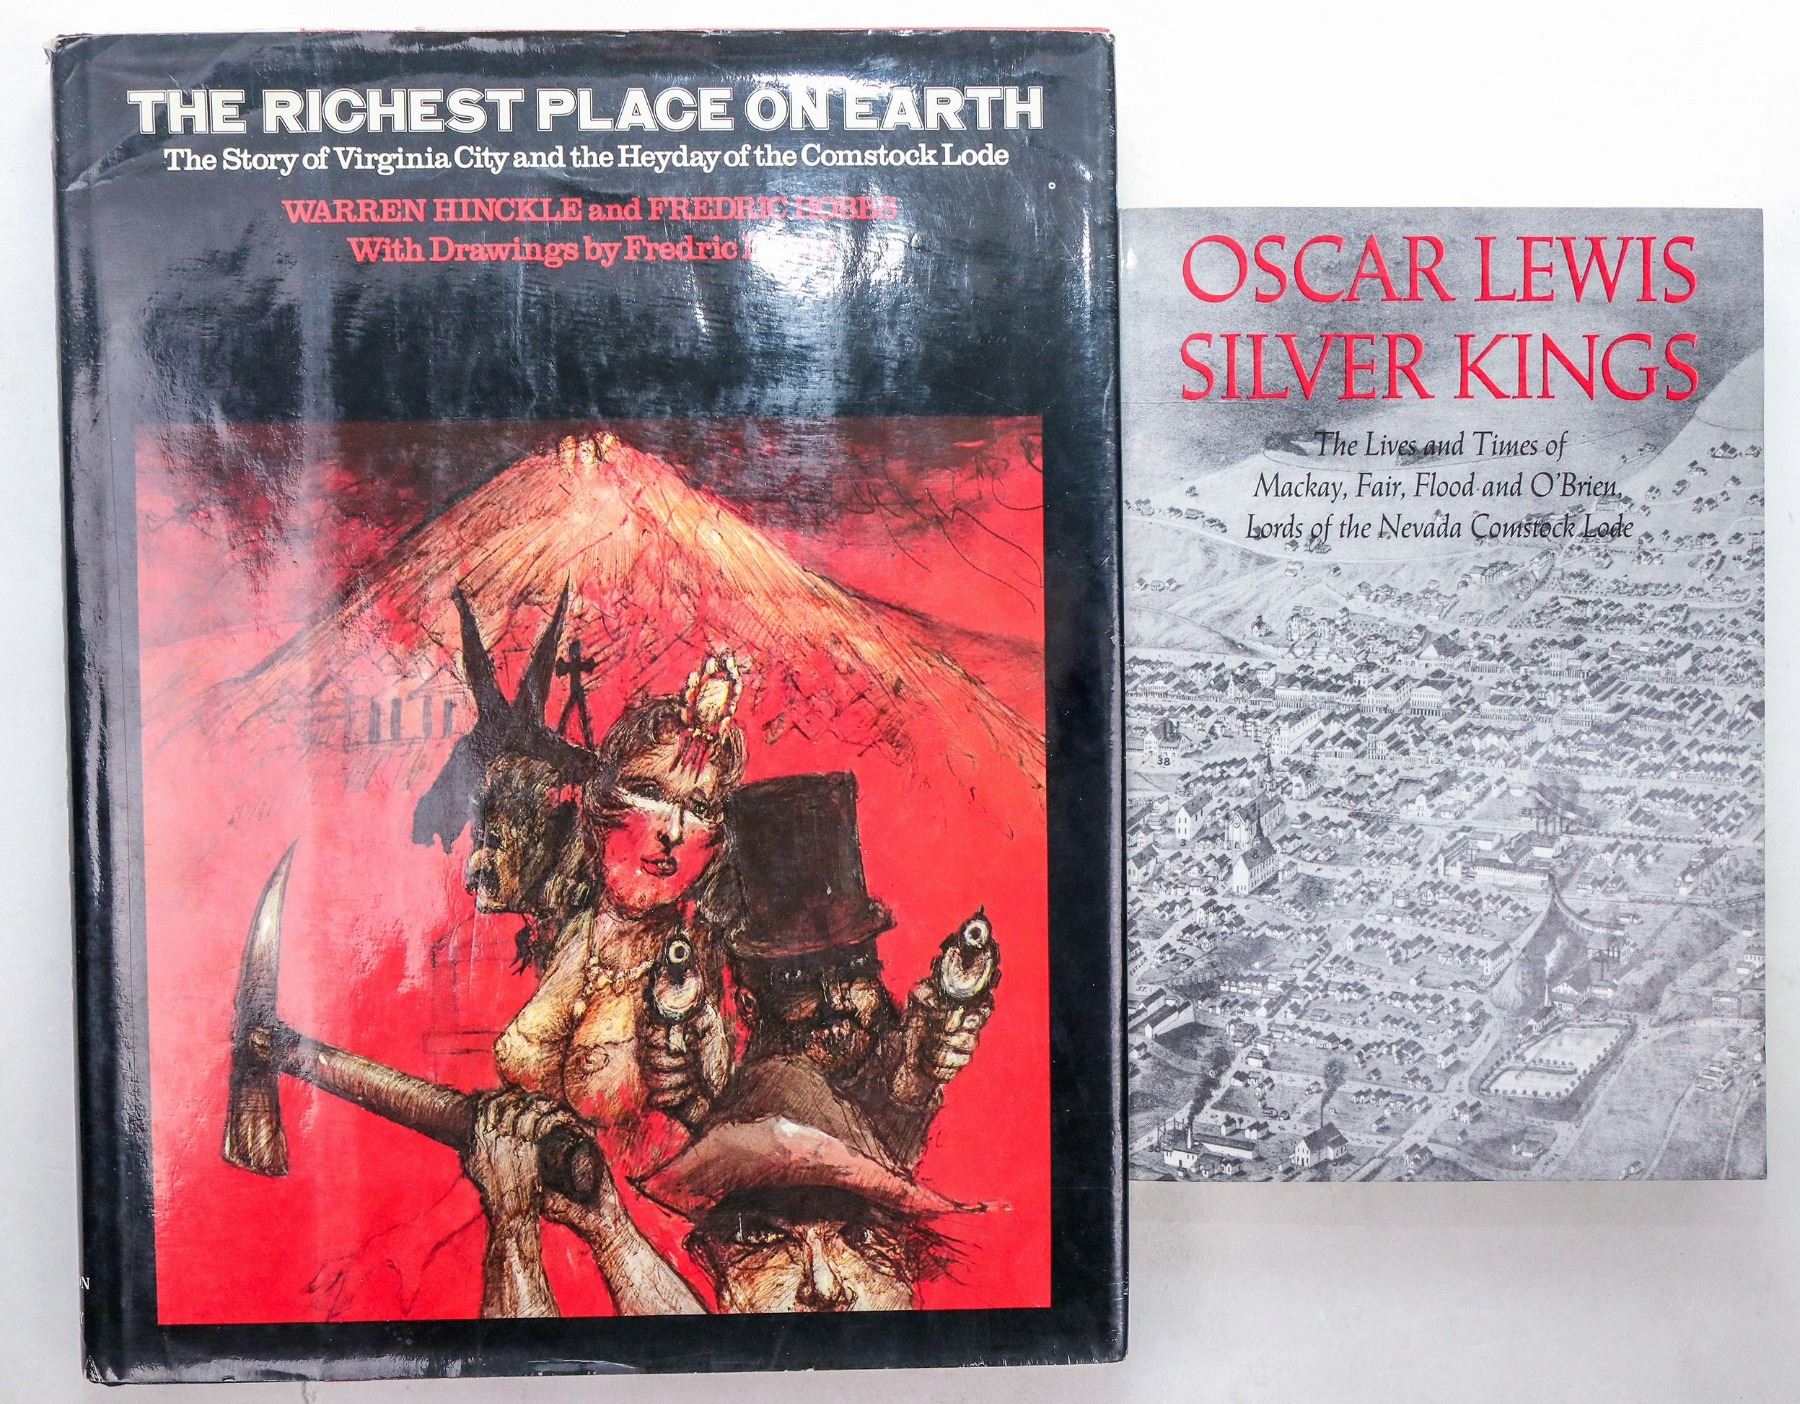 THE RICHEST PLACE ON EARTH
The Story of Virginia City and the Heyday of the Comstock Lode
WARREN HINCKLE and FREDRIC HOBBS
With Drawings by Fredric
OSCAR LEWIS
SILVER KINGS
The Lives and Times of
Mackay, Fair, Flood and O'Brien,
Lords of the Nevada Comstock Lode
38